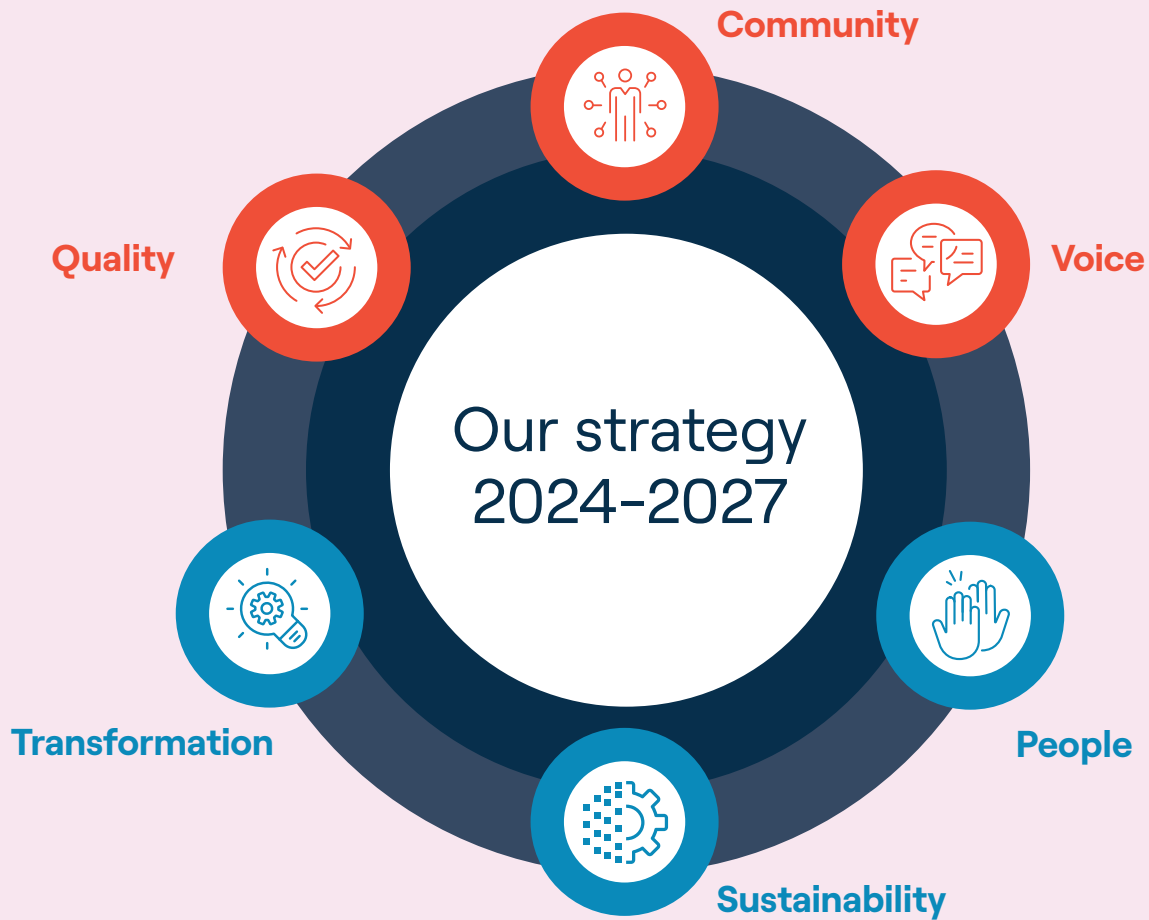 Community
Quality
Voice
Our strategy
2024-2027
Transformation
People
Sustainability